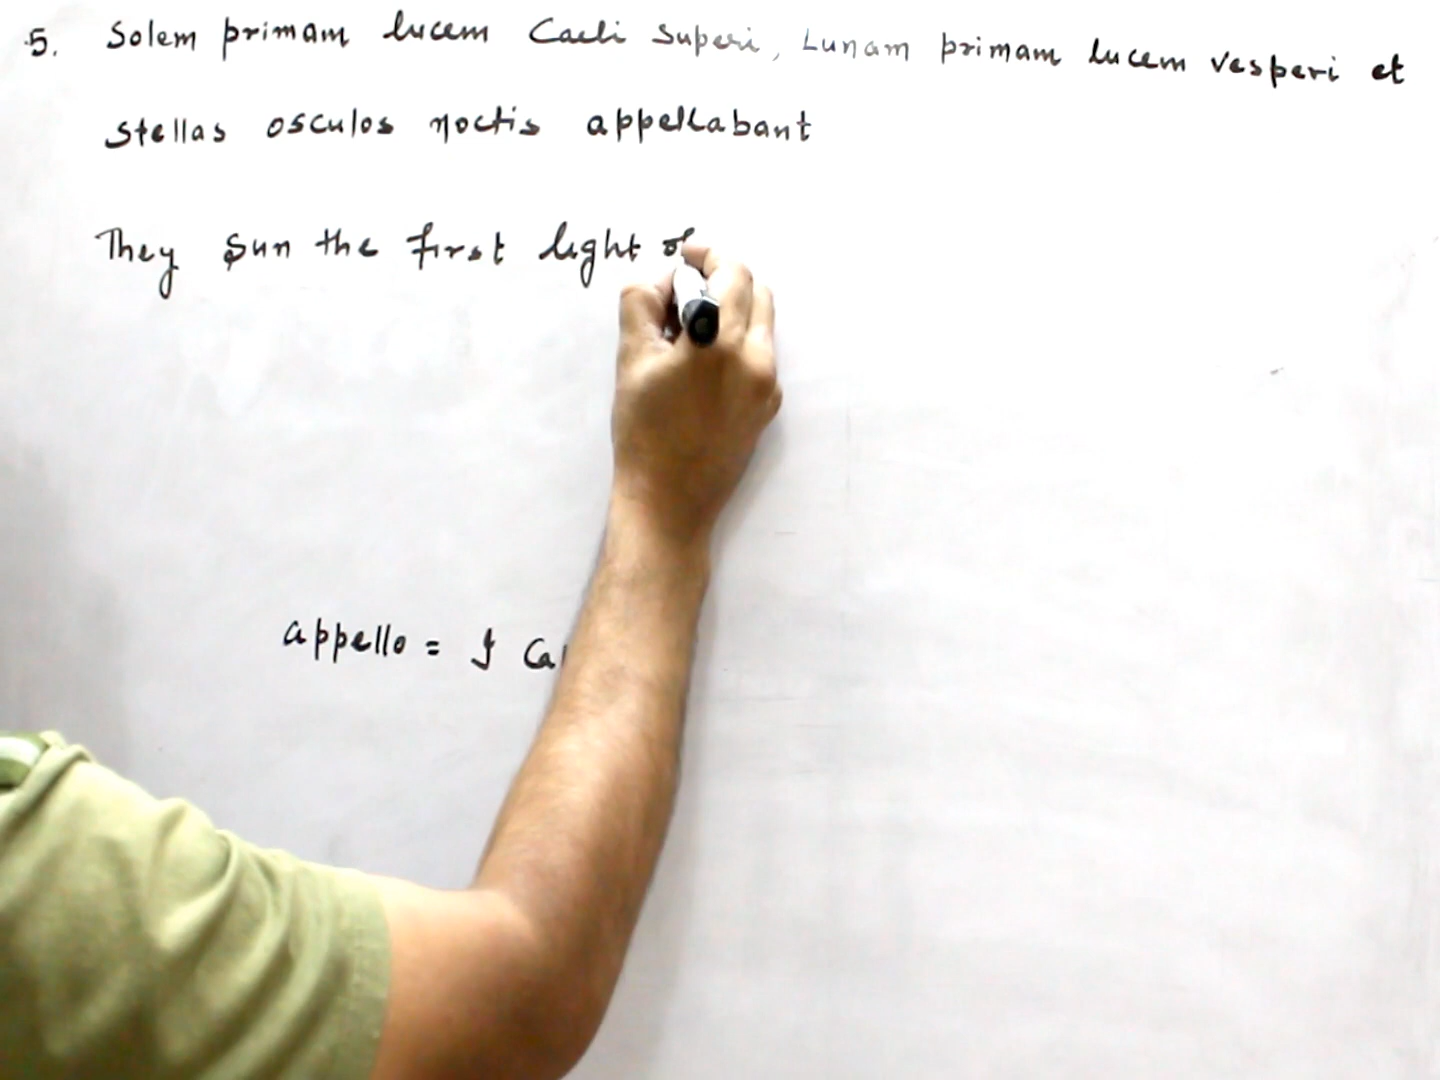 5. Solem primam lucem Caeli Superi, Lunam primam lucem vesperi et
stellas osculos noctis appellabant
They Sun the first light of
appello = I Ca